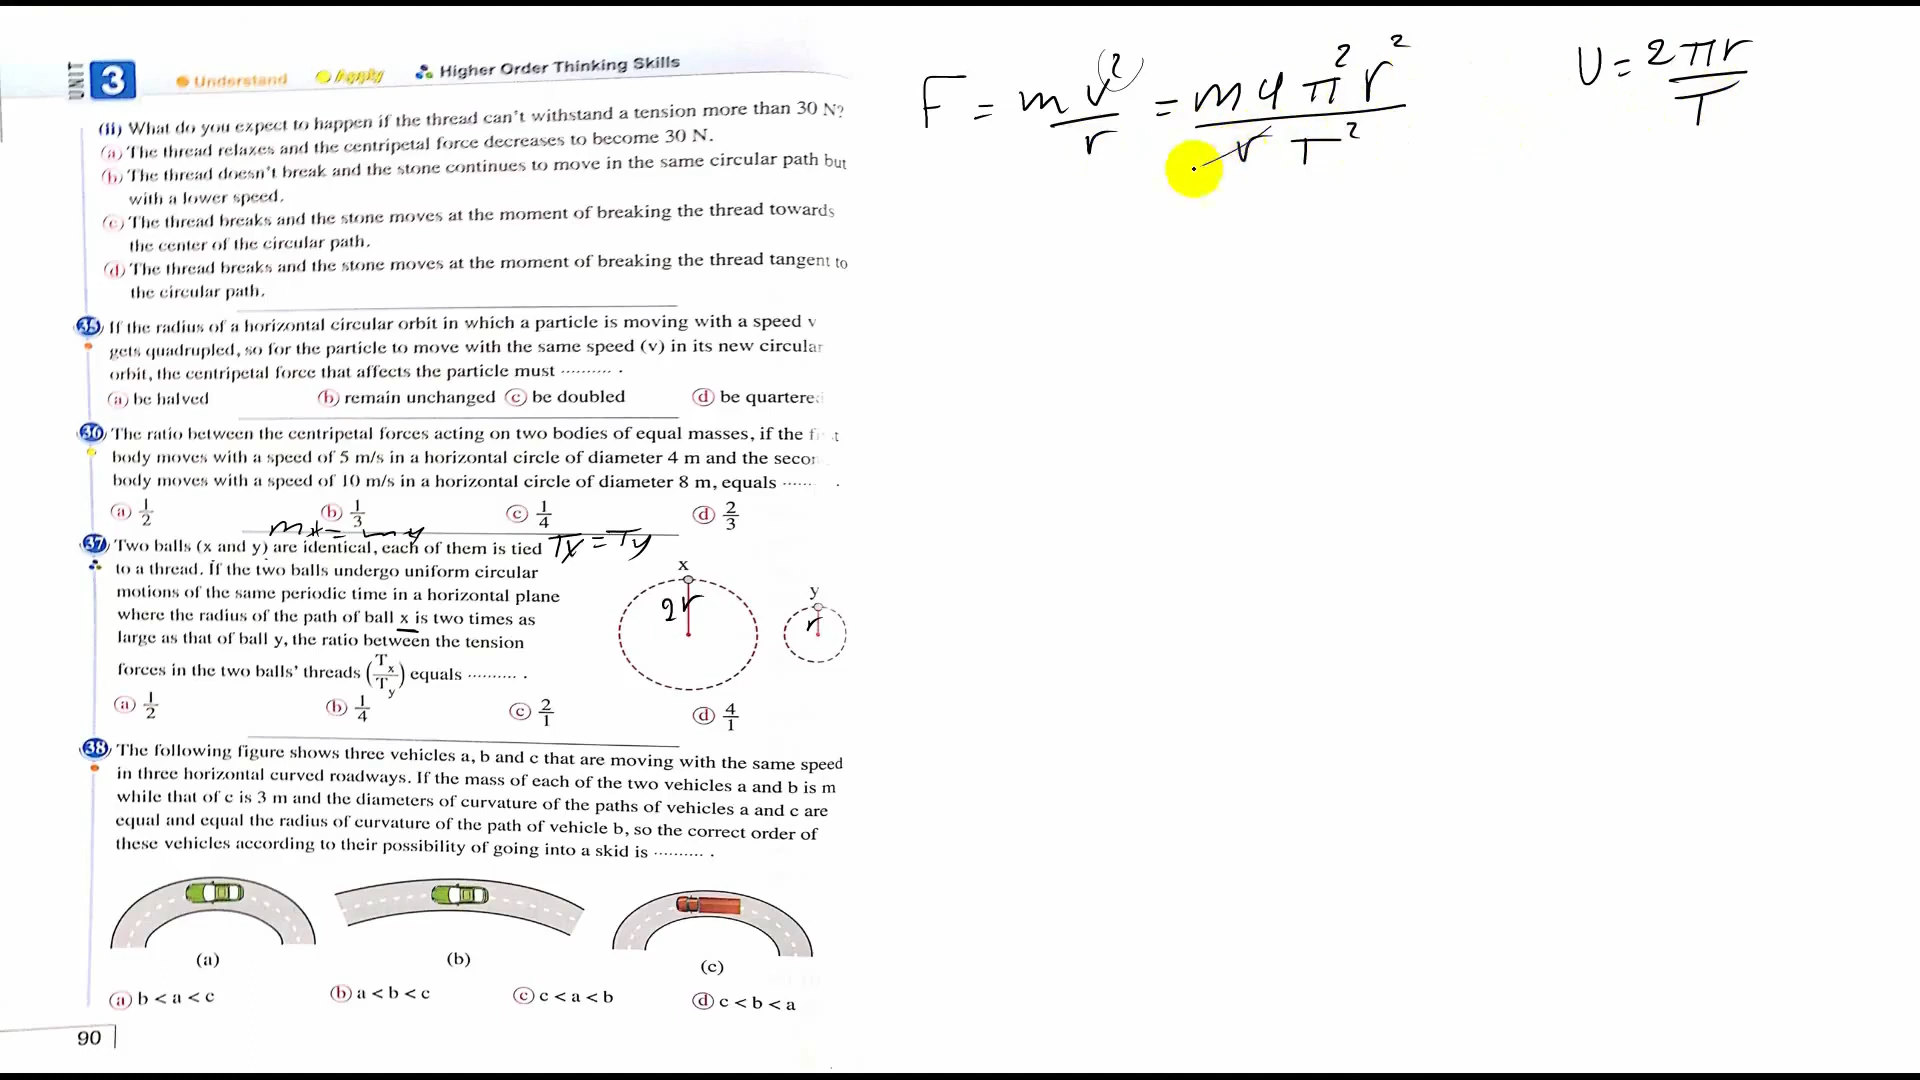 UNIT 3
Understand Apply Higher Order Thinking Skills
(ii) What do you expect to happen if the thread can't withstand a tension more than 30 N?
(a) The thread relaxes and the centripetal force decreases to become 30 N.
(b) The thread doesn't break and the stone continues to move in the same circular path but
with a lower speed.
(c) The thread breaks and the stone moves at the moment of breaking the thread towards
the center of the circular path.
(d) The thread breaks and the stone moves at the moment of breaking the thread tangent to
the circular path.
35 If the radius of a horizontal circular orbit in which a particle is moving with a speed v
gets quadrupled, so for the particle to move with the same speed (v) in its new circular
orbit, the centripetal force that affects the particle must .......... .
(a) be halved (b) remain unchanged (c) be doubled (d) be quartere
36 The ratio between the centripetal forces acting on two bodies of equal masses, if the
body moves with a speed of 5 m/s in a horizontal circle of diameter 4 m and the secon
body moves with a speed of 10 m/s in a horizontal circle of diameter 8 m, equals ...... .
(a) 1/2 (b) 1/3 (c) 1/4 (d) 2/3
mx = my
37 Two balls (x and y) are identical, each of them is tied Tx = Ty
to a thread. If the two balls undergo uniform circular
motions of the same periodic time in a horizontal plane
where the radius of the path of ball x is two times as
large as that of ball y, the ratio between the tension
forces in the two balls' threads (Tx/Ty) equals .......... .
x
2r
y
r
(a) 1/2 (b) 1/4 (c) 2/1 (d) 4/1
38 The following figure shows three vehicles a, b and c that are moving with the same speed
in three horizontal curved roadways. If the mass of each of the two vehicles a and b is m
while that of c is 3 m and the diameters of curvature of the paths of vehicles a and c are
equal and equal the radius of curvature of the path of vehicle b, so the correct order of
these vehicles according to their possibility of going into a skid is .......... .
(a) (b) (c)
(a) b < a < c (b) a < b < c (c) c < a < b (d) c < b < a
90
F = m v² / r = m 4 π² r² / r T²
v = 2 π r / T